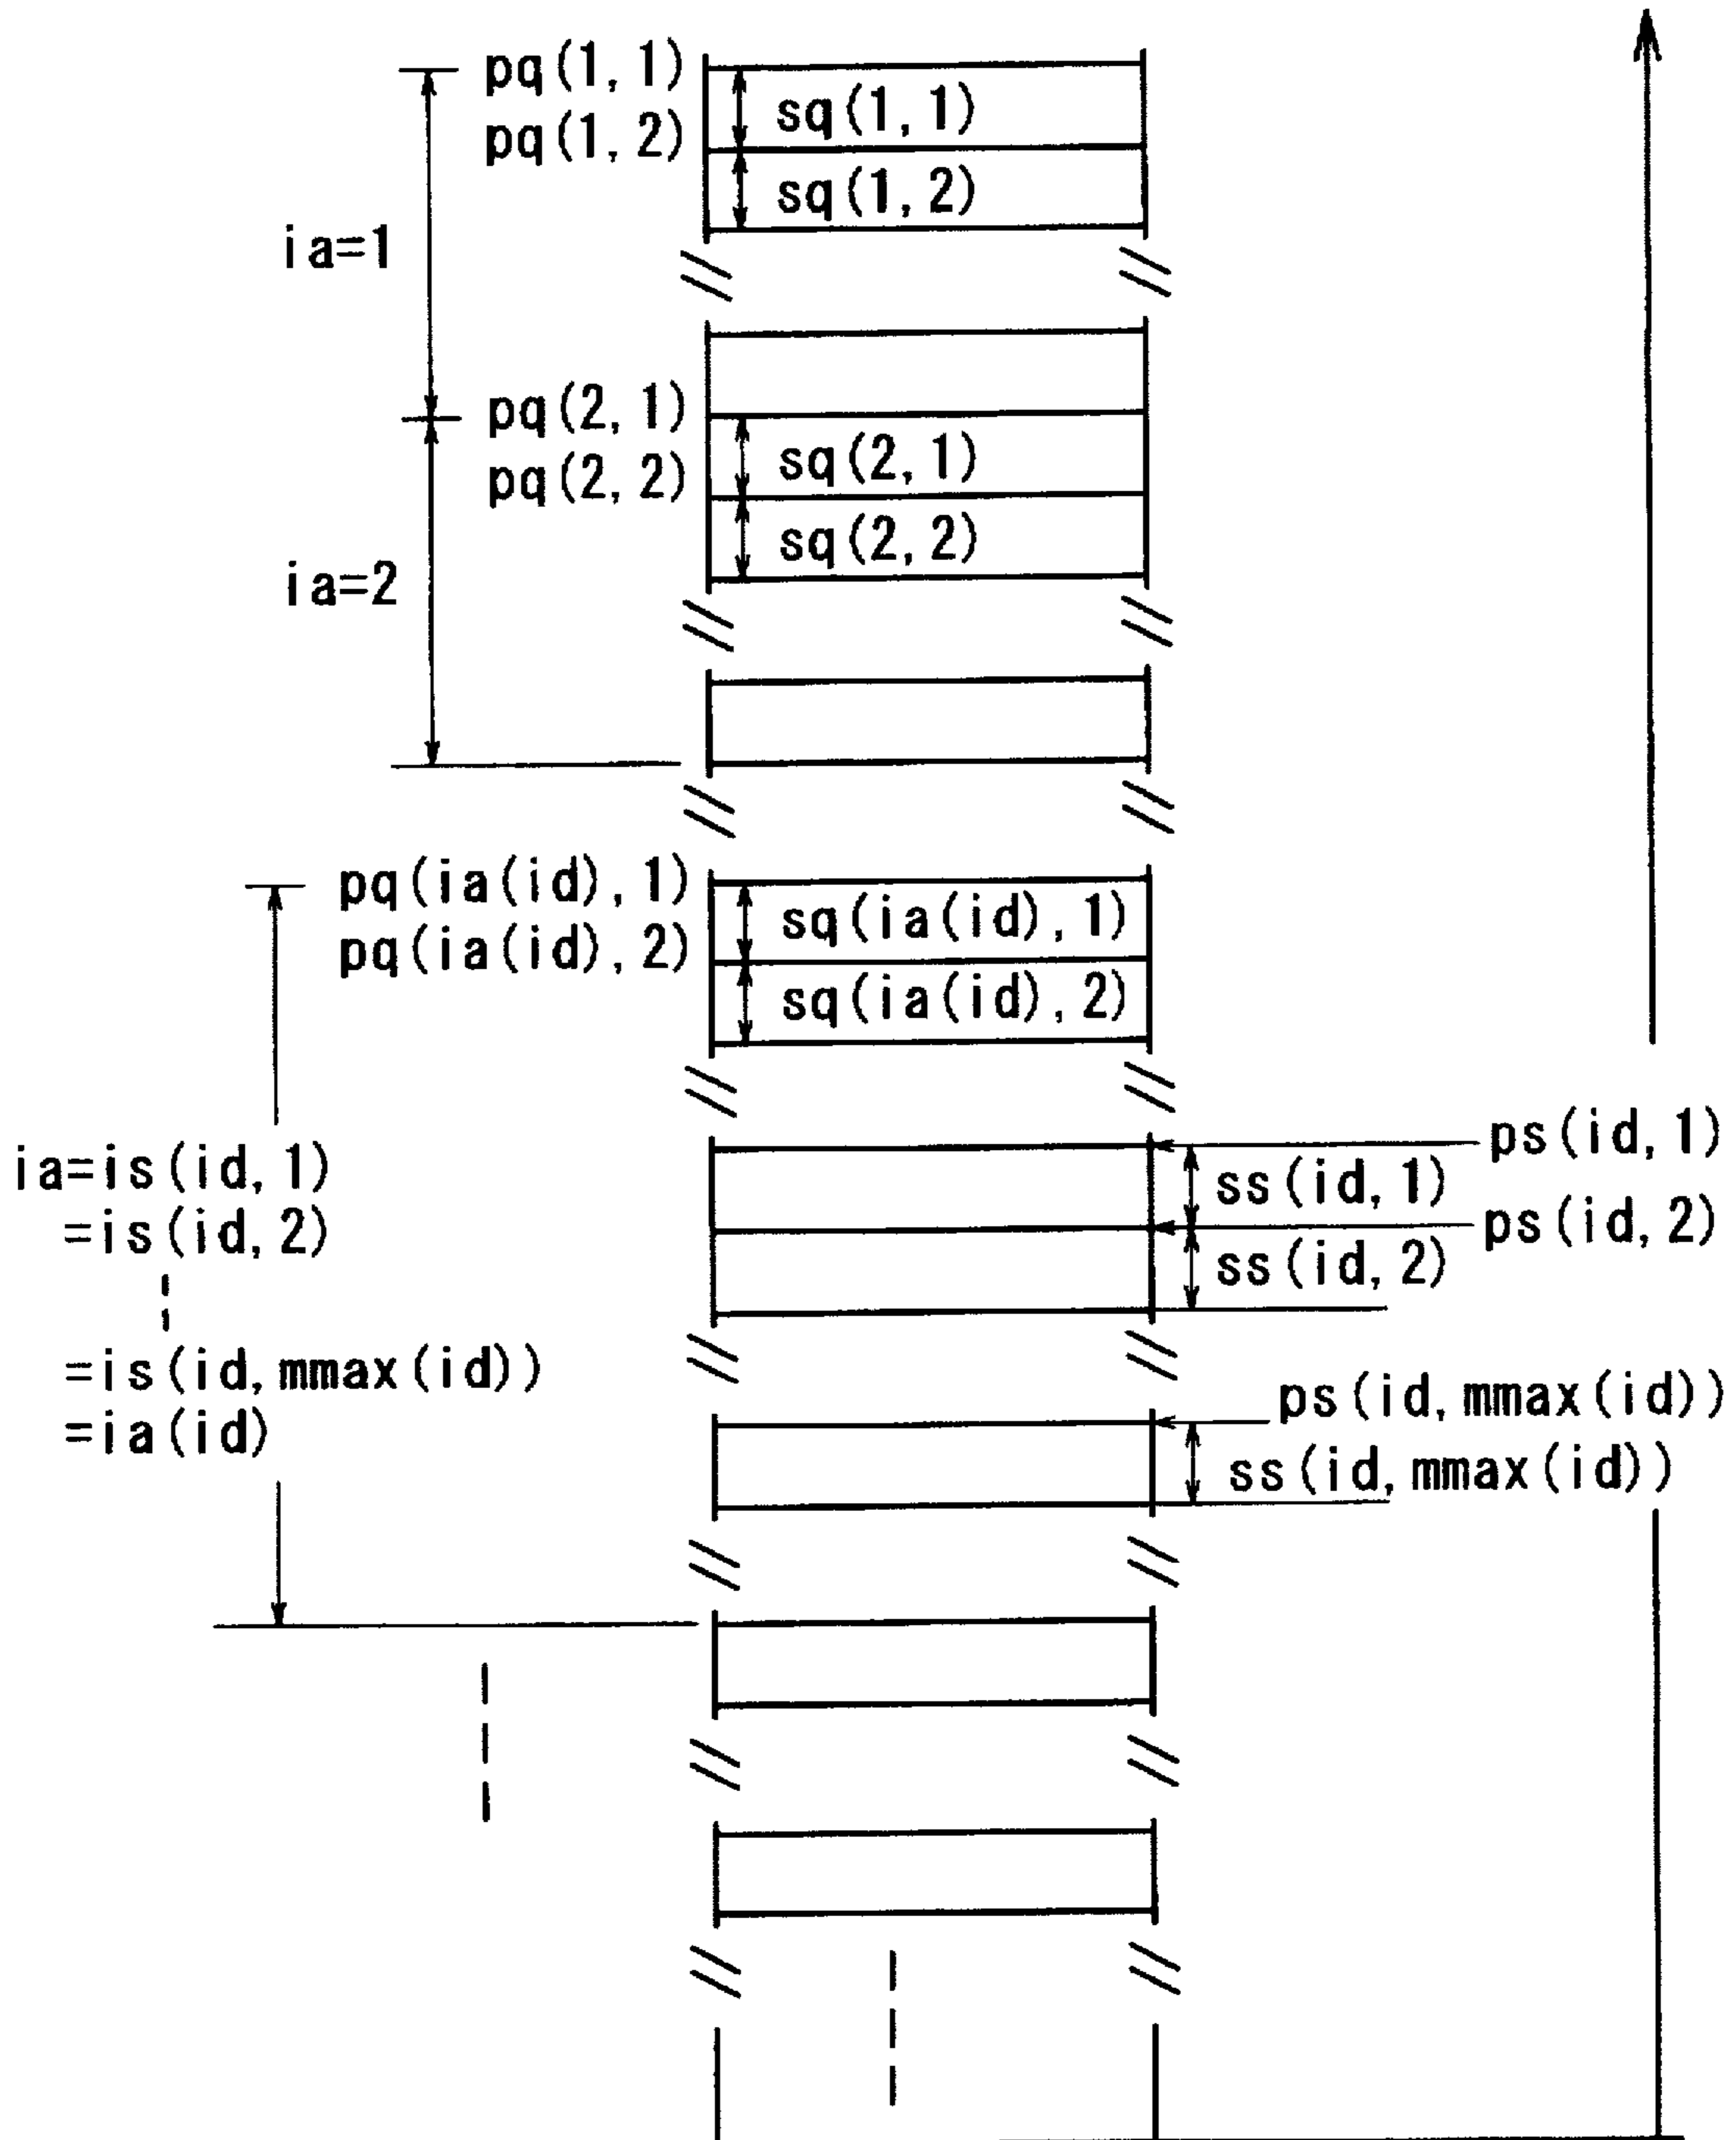 pq(1,1)
sq(1,1)
pq(1,2)
sq(1,2)
ia=1
pq(2,1)
sq(2,1)
pq(2,2)
sq(2,2)
ia=2
pq(ia(id),1)
sq(ia(id),1)
pq(ia(id),2)
sq(ia(id),2)
ps(id,1)
ia=is(id,1)
ss(id,1)
=is(id,2)
ps(id,2)
ss(id,2)
=is(id,mmax(id))
ps(id,mmax(id))
=ia(id)
ss(id,mmax(id))